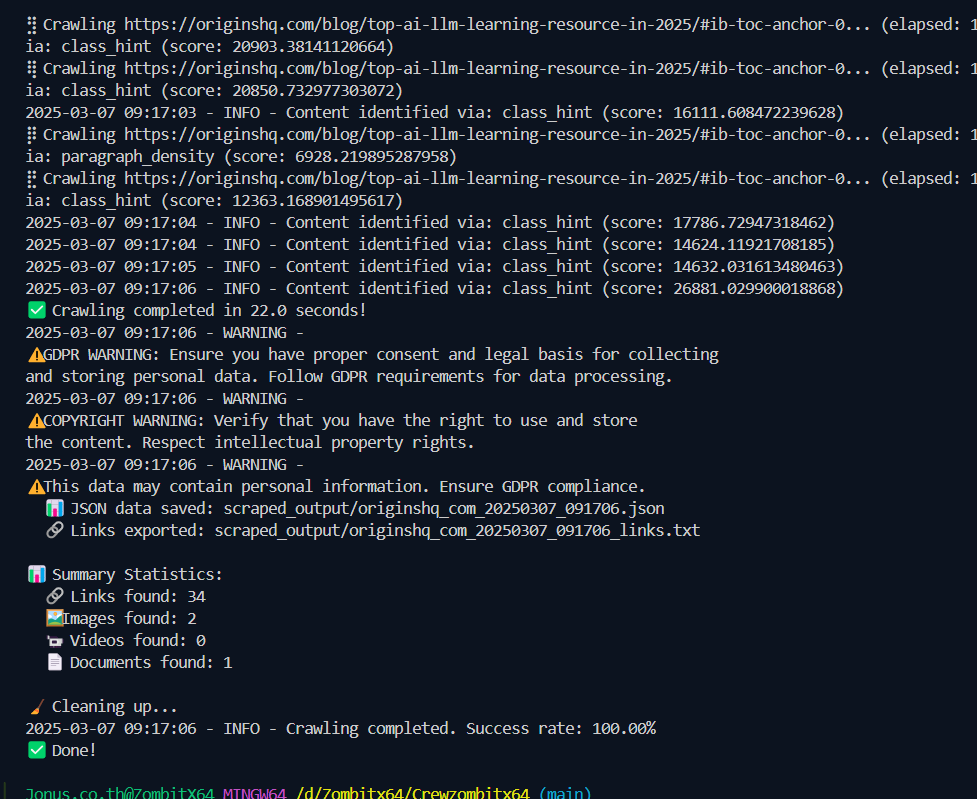 Crawling https://originshq.com/blog/top-ai-llm-learning-resource-in-2025/#ib-toc-anchor-0... (elapsed: 1
ia: class_hint (score: 20903.38141120664)
Crawling https://originshq.com/blog/top-ai-llm-learning-resource-in-2025/#ib-toc-anchor-0... (elapsed: 1
ia: class_hint (score: 20850.732977303072)
2025-03-07 09:17:03 - INFO - Content identified via: class_hint (score: 16111.608472239628)
Crawling https://originshq.com/blog/top-ai-llm-learning-resource-in-2025/#ib-toc-anchor-0... (elapsed: 1
ia: paragraph_density (score: 6928.219895287958)
Crawling https://originshq.com/blog/top-ai-llm-learning-resource-in-2025/#ib-toc-anchor-0... (elapsed: 1
ia: class_hint (score: 12363.168901495617)
2025-03-07 09:17:04 - INFO - Content identified via: class_hint (score: 17786.72947318462)
2025-03-07 09:17:04 - INFO - Content identified via: class_hint (score: 14624.11921708185)
2025-03-07 09:17:05 - INFO - Content identified via: class_hint (score: 14632.031613480463)
2025-03-07 09:17:06 - INFO - Content identified via: class_hint (score: 26881.029900018868)
✅ Crawling completed in 22.0 seconds!
2025-03-07 09:17:06 - WARNING -
⚠️GDPR WARNING: Ensure you have proper consent and legal basis for collecting
and storing personal data. Follow GDPR requirements for data processing.
2025-03-07 09:17:06 - WARNING -
⚠️COPYRIGHT WARNING: Verify that you have the right to use and store
the content. Respect intellectual property rights.
2025-03-07 09:17:06 - WARNING -
⚠️This data may contain personal information. Ensure GDPR compliance.
📊 JSON data saved: scraped_output/originshq_com_20250307_091706.json
🔗 Links exported: scraped_output/originshq_com_20250307_091706_links.txt
📊 Summary Statistics:
🔗 Links found: 34
🖼️Images found: 2
📹 Videos found: 0
📄 Documents found: 1
🧹 Cleaning up...
2025-03-07 09:17:06 - INFO - Crawling completed. Success rate: 100.00%
✅ Done!
Jonus.co.th@ZombitX64 MINGW64 /d/Zombitx64/Crewzombitx64 (main)